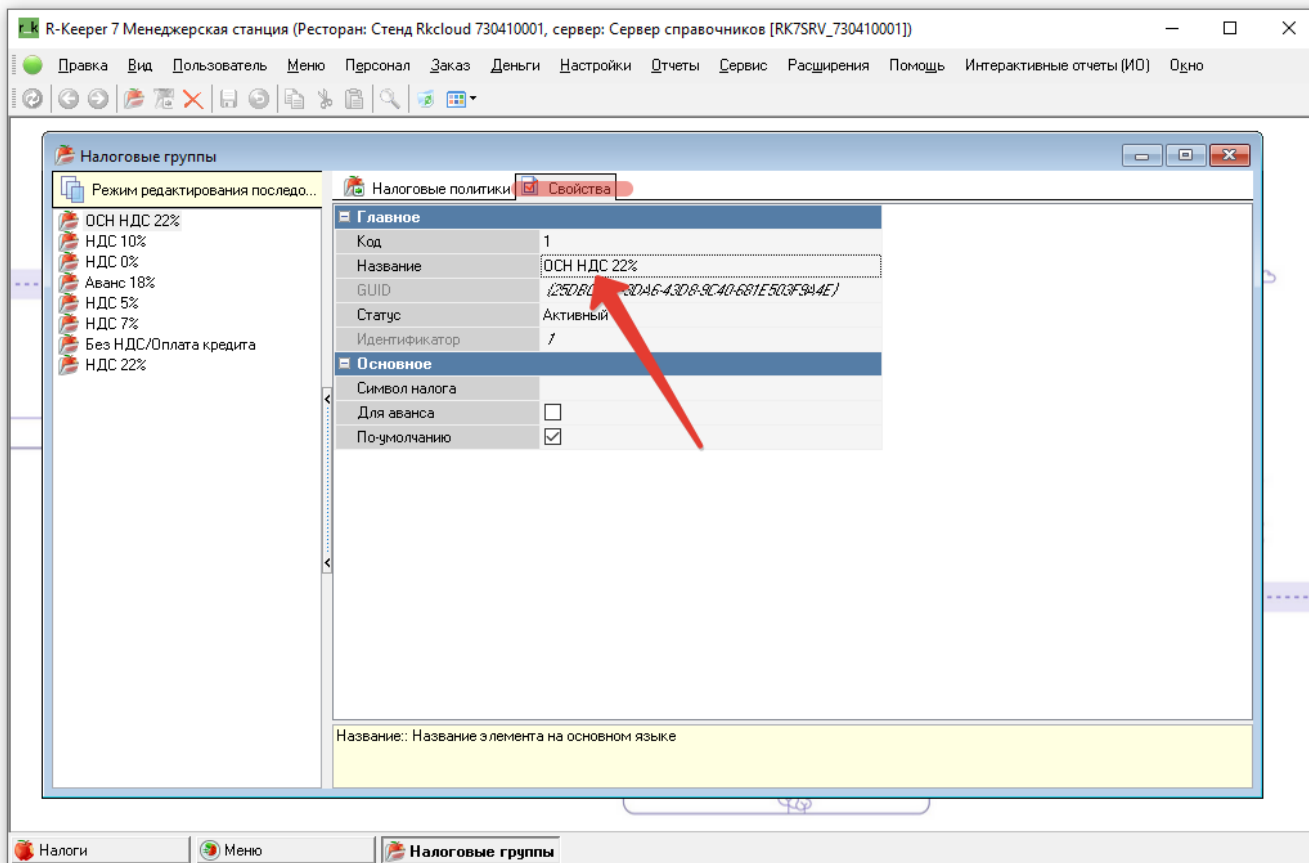 R-Keeper 7 Менеджерская станция (Ресторан: Стенд Rkcloud 730410001, сервер: Сервер справочников [RK7SRV_730410001])
Правка Вид Пользователь Меню Персонал Заказ Деньги Настройки Отчеты Сервис Расширения Помощь Интерактивные отчеты (ИО) Окно
Налоговые группы
Режим редактирования последо...
ОСН НДС 22%
НДС 10%
НДС 0%
Аванс 18%
НДС 5%
НДС 7%
Без НДС/Оплата кредита
НДС 22%
Налоговые политики Свойства
Главное
Код 1
Название ОСН НДС 22%
GUID
Статус Активный
Идентификатор 1
Основное
Символ налога
Для аванса
По-умолчанию
Название:: Название элемента на основном языке
Налоги Меню Налоговые группы